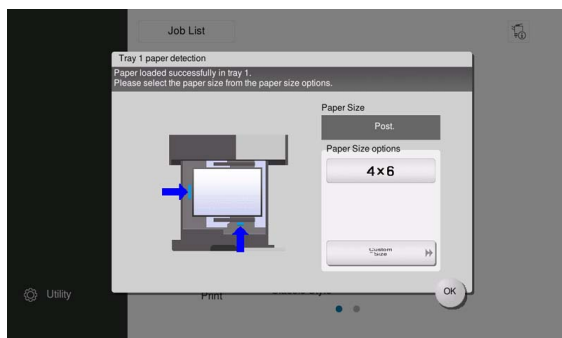 Job List
Tray 1 paper detection
Paper loaded successfully in tray 1.
Please select the paper size from the paper size options.
Paper Size
Post.
Paper Size options
4×6
Custom
Size
OK
Utility
Print